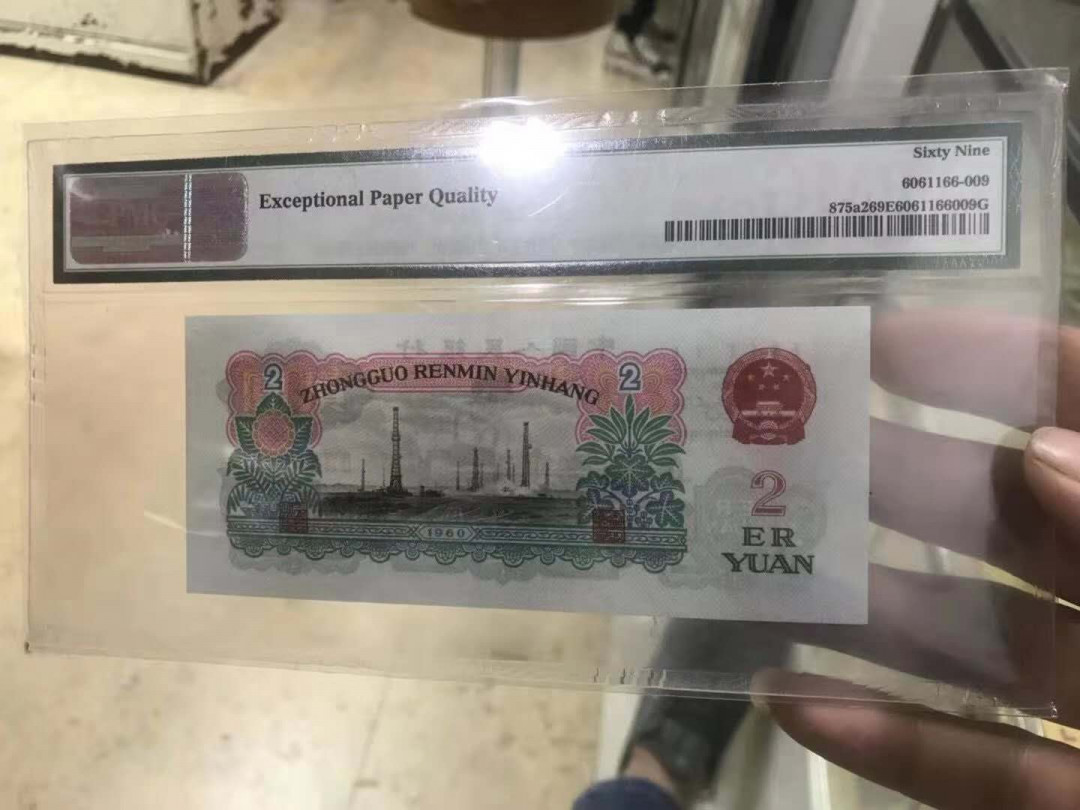 Sixty Nine
Exceptional Paper Quality
6061166-009
875a269E6061166009G
2
ZHONGGUO RENMIN YINHANG
2
1960
2
ER
YUAN